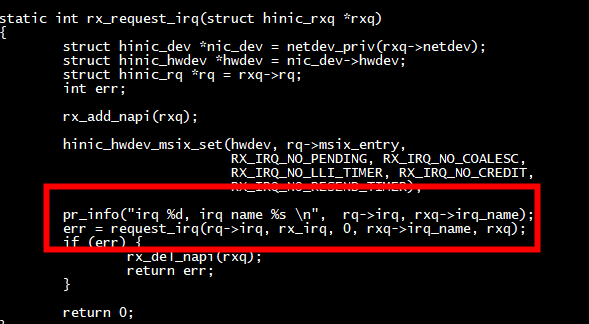 static int rx_request_irq(struct hinic_rxq *rxq)
{
        struct hinic_dev *nic_dev = netdev_priv(rxq->netdev);
        struct hinic_hwdev *hwdev = nic_dev->hwdev;
        struct hinic_rq *rq = rxq->rq;
        int err;

        rx_add_napi(rxq);

        hinic_hwdev_msix_set(hwdev, rq->msix_entry,
                             RX_IRQ_NO_PENDING, RX_IRQ_NO_COALESC,
                             RX_IRQ_NO_LLI_TIMER, RX_IRQ_NO_CREDIT,
                             RX_IRQ_NO_RESEND_TIMER);

        pr_info("irq %d, irq name %s \n",  rq->irq, rxq->irq_name);
        err = request_irq(rq->irq, rx_irq, 0, rxq->irq_name, rxq);
        if (err) {
                rx_del_napi(rxq);
                return err;
        }

        return 0;
}